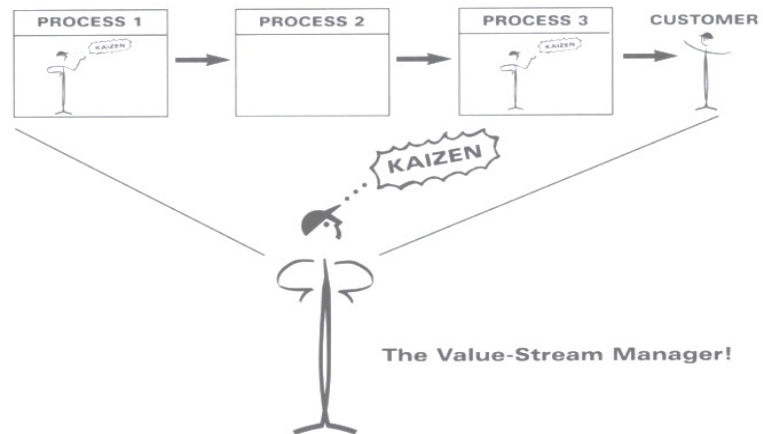 PROCESS 1
PROCESS 2
PROCESS 3
CUSTOMER
KAIZEN
KAIZEN
KAIZEN
The Value-Stream Manager!